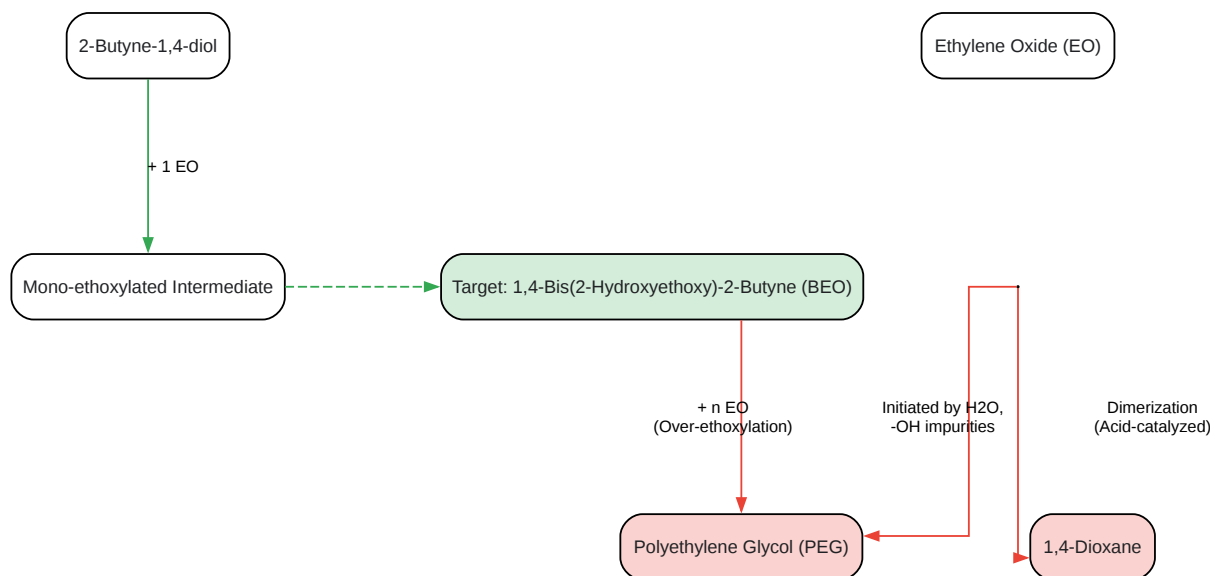 2-Butyne-1,4-diol
Ethylene Oxide (EO)
+ 1 EO
Mono-ethoxylated Intermediate
Target: 1,4-Bis(2-Hydroxyethoxy)-2-Butyne (BEO)
+ n EO
(Over-ethoxylation)
Initiated by H2O,
-OH impurities
Dimerization
(Acid-catalyzed)
Polyethylene Glycol (PEG)
1,4-Dioxane